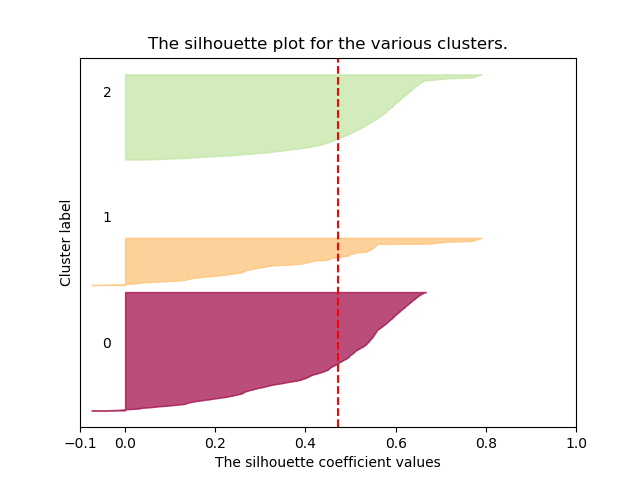 The silhouette plot for the various clusters.
2
1
0
Cluster label
−0.1 0.0 0.2 0.4 0.6 0.8 1.0
The silhouette coefficient values